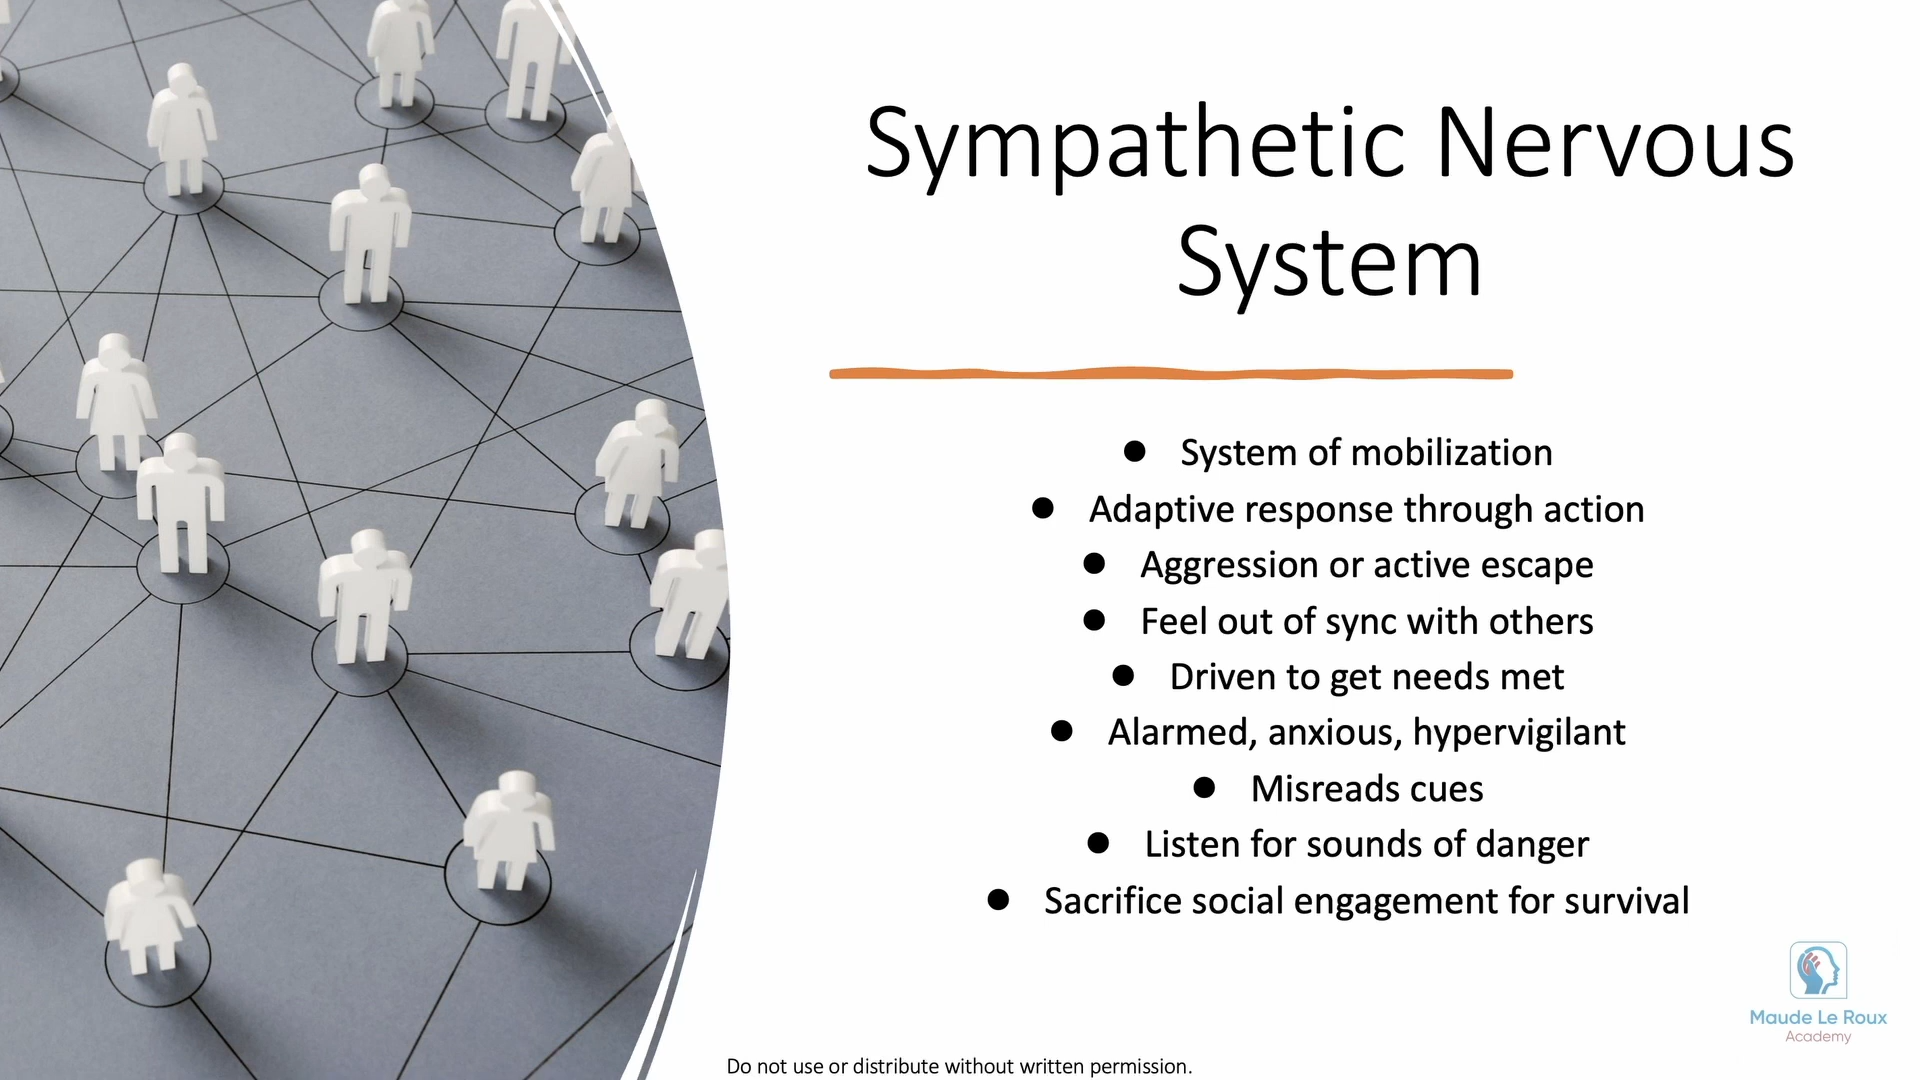 Sympathetic Nervous
System
● System of mobilization
● Adaptive response through action
● Aggression or active escape
● Feel out of sync with others
● Driven to get needs met
● Alarmed, anxious, hypervigilant
● Misreads cues
● Listen for sounds of danger
● Sacrifice social engagement for survival
Maude Le Roux
Academy
Do not use or distribute without written permission.